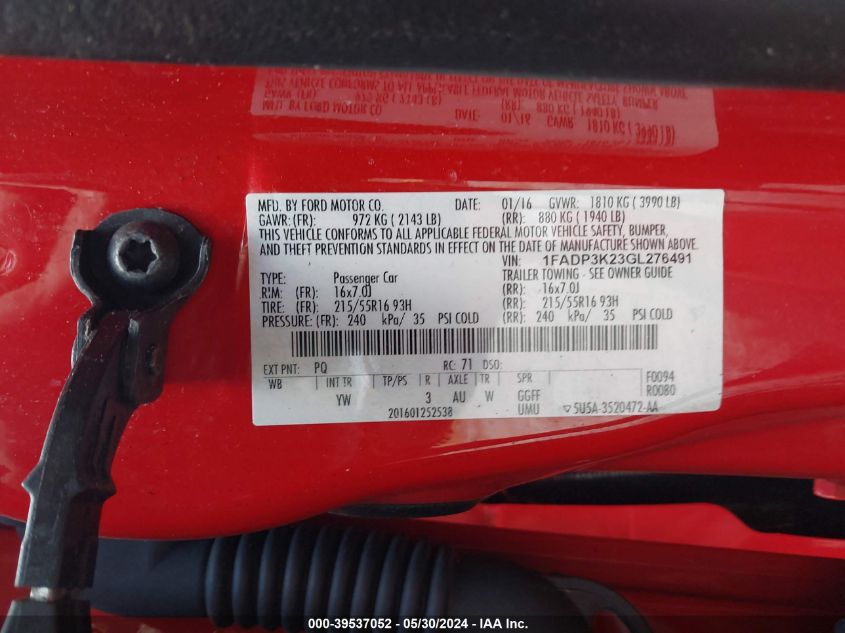 MFD. BY FORD MOTOR CO. DATE: 01/16 GVWR: 1810 KG ( 3990 LB)
GAWR: (FR): 972 KG ( 2143 LB) (RR): 880 KG ( 1940 LB)
THIS VEHICLE CONFORMS TO ALL APPLICABLE FEDERAL MOTOR VEHICLE SAFETY, BUMPER,
AND THEFT PREVENTION STANDARDS IN EFFECT ON THE DATE OF MANUFACTURE SHOWN ABOVE.
VIN: 1FADP3K23GL276491
TYPE: Passenger Car TRAILER TOWING - SEE OWNER GUIDE
RIM: (FR): 16x7.0J (RR): -16x7.0J
TIRE: (FR): 215/55R16 93H (RR): 215/55R16 93H
PRESSURE: (FR): 240 kPa/ 35 PSI COLD (RR): 240 kPa/ 35 PSI COLD
EXT PNT: PQ RC: 71 DSO: F0094
WB INT TR TP/PS R AXLE TR SPR R0080
YW 3 AU W GGFF
201601252538 UMU ▽5U5A-3520472-AA
000-39537052 - 05/30/2024 - IAA Inc.